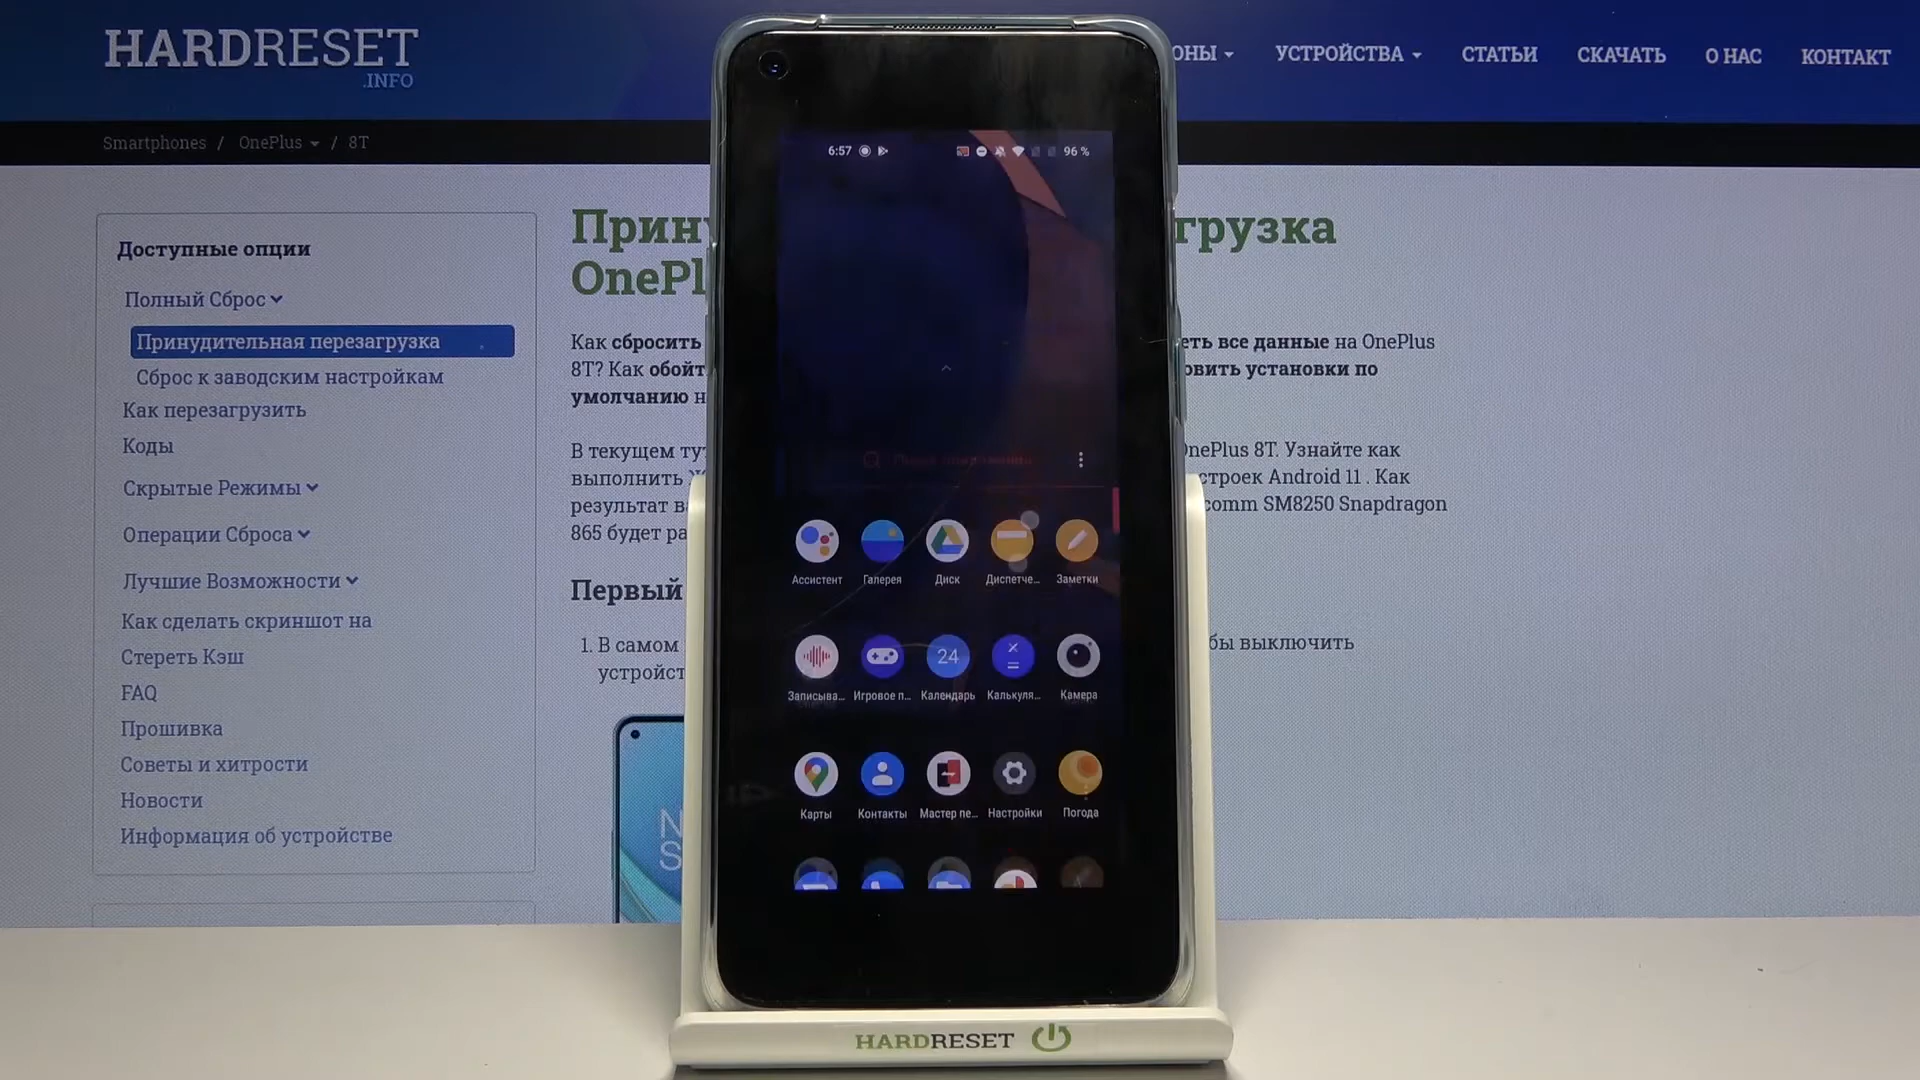 HARDRESET
.INFO
ОНЫ
УСТРОЙСТВА
СТАТЬИ
СКАЧАТЬ
О НАС
КОНТАКТ
Smartphones / OnePlus / 8T
Доступные опции
Полный Сброс
Принудительная перезагрузка
Сброс к заводским настройкам
Как перезагрузить
Коды
Скрытые Режимы
Операции Сброса
Лучшие Возможности
Как сделать скриншот на
Стереть Кэш
FAQ
Прошивка
Советы и хитрости
Новости
Информация об устройстве
Прин
грузка
OnePl
Как сбросить
еть все данные на OnePlus
8T? Как обойт
овить установки по
умолчанию н
В текущем ту
OnePlus 8T. Узнайте как
выполнить
строек Android 11 . Как
результат в
comm SM8250 Snapdragon
865 будет ра
Первый
1. В самом
бы выключить
устройст
N
S
6:57
96 %
Ассистент
Галерея
Диск
Диспетче...
Заметки
Записыва...
Игровое п...
24
Календарь
Калькуля...
Камера
Карты
Контакты
Мастер пе...
Настройки
Погода
HARDRESET